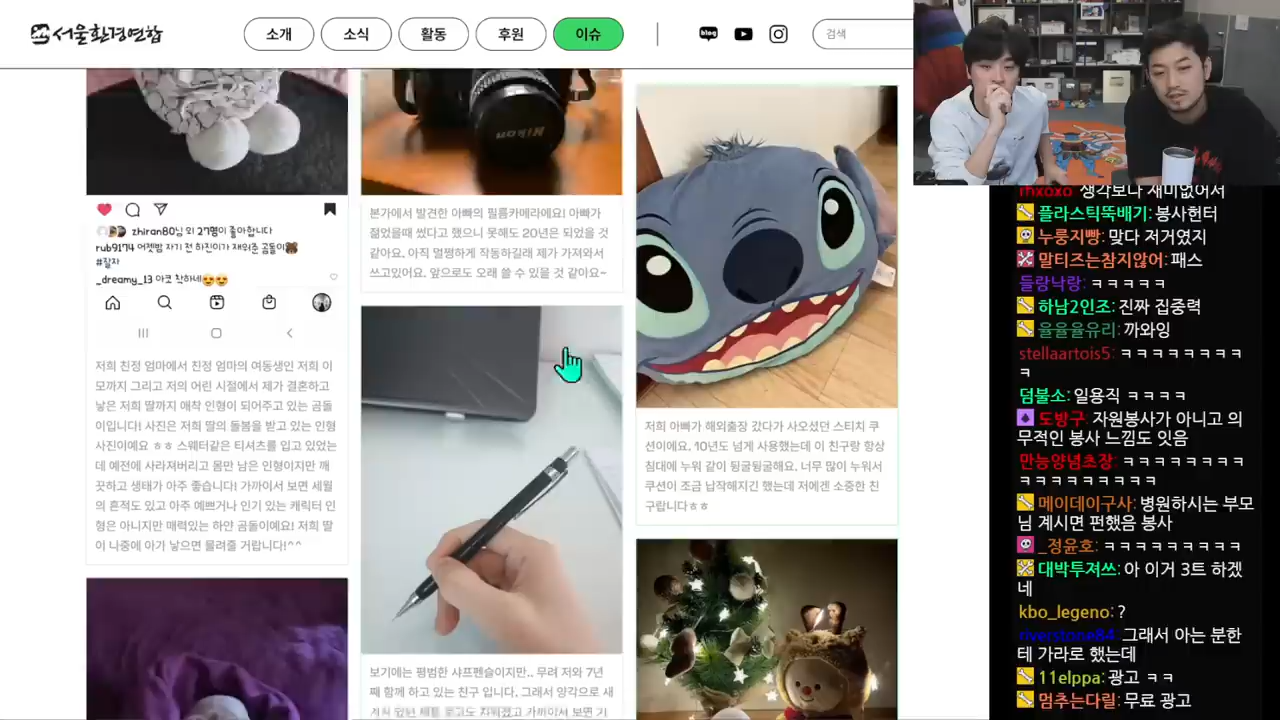 서울환경연합
소개
소식
활동
후원
이슈
blog
검색
zhiran80님 외 27명이 좋아합니다
rub9174 어젯밤 자기 전 하진이가 재워준 곰돌이
#잘자
_dreamy_13 아코 착하네
저희 친정 엄마에서 친정 엄마의 여동생인 저희 이
모까지 그리고 저의 어린 시절에서 제가 결혼하고
낳은 저희 딸까지 애착 인형이 되어주고 있는 곰돌
이입니다! 사진은 저희 딸의 돌봄을 받고 있는 인형
사진이예요 ㅎㅎ 스웨터같은 티셔츠를 입고 있었는
데 예전에 사라져버리고 몸만 남은 인형이지만 깨
끗하고 생태가 아주 좋습니다! 가까이서 보면 세월
의 흔적도 있고 아주 예쁘거나 인기 있는 캐릭터 인
형은 아니지만 매력있는 하얀 곰돌이예요! 저희 딸
이 나중에 아가 낳으면 물려줄 거랍니다!^^
Nikon
본가에서 발견한 아빠의 필름카메라에요! 아빠가
젊었을때 썼다고 했으니 못해도 20년은 되었을 것
같아요. 아직 멀쩡하게 작동하길래 제가 가져와서
쓰고있어요. 앞으로도 오래 쓸 수 있을 것 같아요~
보기에는 평범한 샤프펜슬이지만.. 무려 저와 7년
째 함께 하고 있는 친구 입니다. 그래서 양각으로 새
저희 아빠가 해외출장 갔다가 사오셨던 스티치 쿠
션이에요. 10년도 넘게 사용했는데 이 친구랑 항상
침대에 누워 같이 뒹굴뒹굴해요. 너무 많이 누워서
쿠션이 조금 납작해지긴 했는데 저에겐 소중한 친
구랍니다ㅎㅎ
rhxoxo 생각보다 재미없어서
플라스틱뚝배기: 봉사헌터
누룽지빵: 맞다 저거였지
말티즈는참지않어: 패스
들람낙랑: ㅋㅋㅋㅋㅋ
하남2인조: 진짜 집중력
율율율유리: 까와잉
stellaartois5: ㅋㅋㅋㅋㅋㅋㅋㅋ
ㅋ
덤불소: 일용직 ㅋㅋㅋㅋ
도방구: 자원봉사가 아니고 의
무적인 봉사 느낌도 잇음
만능양념초장: ㅋㅋㅋㅋㅋㅋㅋㅋ
ㅋㅋㅋㅋㅋㅋㅋㅋㅋ
메이데이구사: 병원하시는 부모
님 계시면 펀했음 봉사
_정윤호: ㅋㅋㅋㅋㅋㅋㅋㅋㅋ
대박투져쓰: 아 이거 3트 하겠
네
kbo_legeno: ?
riverstone84: 그래서 아는 분한
테 가라로 했는데
11elppa: 광고 ㅋㅋ
멈추는다릴: 무료 광고